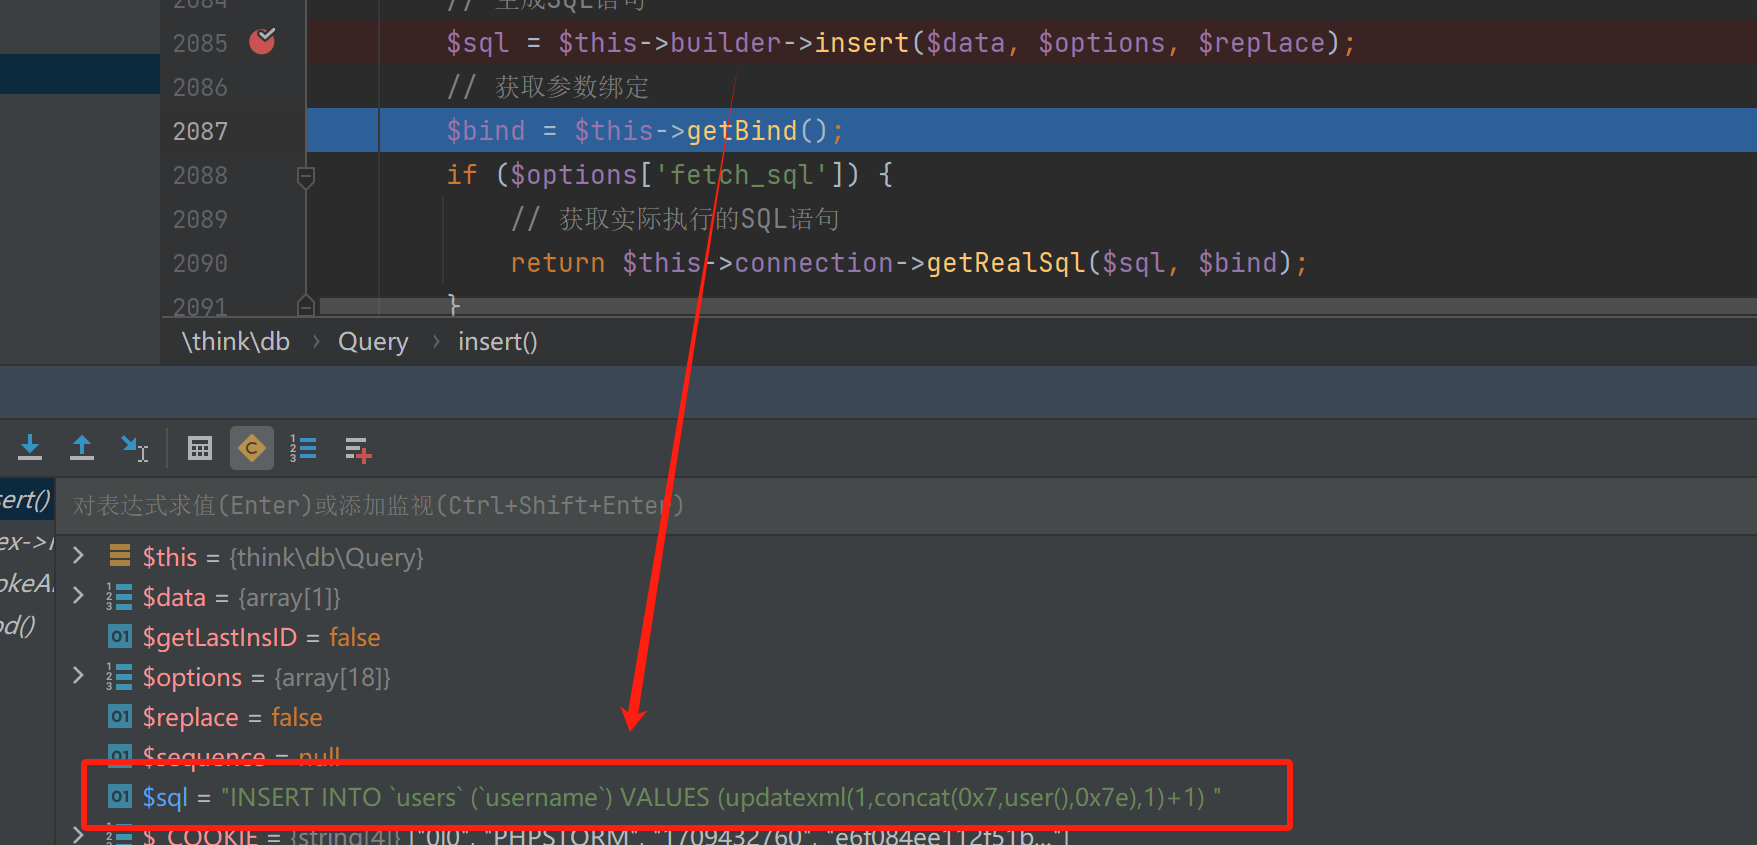 2084 // 生成SQL语句
2085 $sql = $this->builder->insert($data, $options, $replace);
2086 // 获取参数绑定
2087 $bind = $this->getBind();
2088 if ($options['fetch_sql']) {
2089 // 获取实际执行的SQL语句
2090 return $this->connection->getRealSql($sql, $bind);
2091 }
\think\db › Query › insert()
sert()
对表达式求值(Enter)或添加监视(Ctrl+Shift+Enter)
ex->
$this = {think\db\Query}
okeA
$data = {array[1]}
od()
$getLastInsID = false
$options = {array[18]}
$replace = false
$sequence = null
$sql = "INSERT INTO `users` (`username`) VALUES (updatexml(1,concat(0x7,user(),0x7e),1)+1) "
$_COOKIE = {string[4]} ["0|0", "PHPSTORM", "1709432760", "e6f084ee112f51b..."]